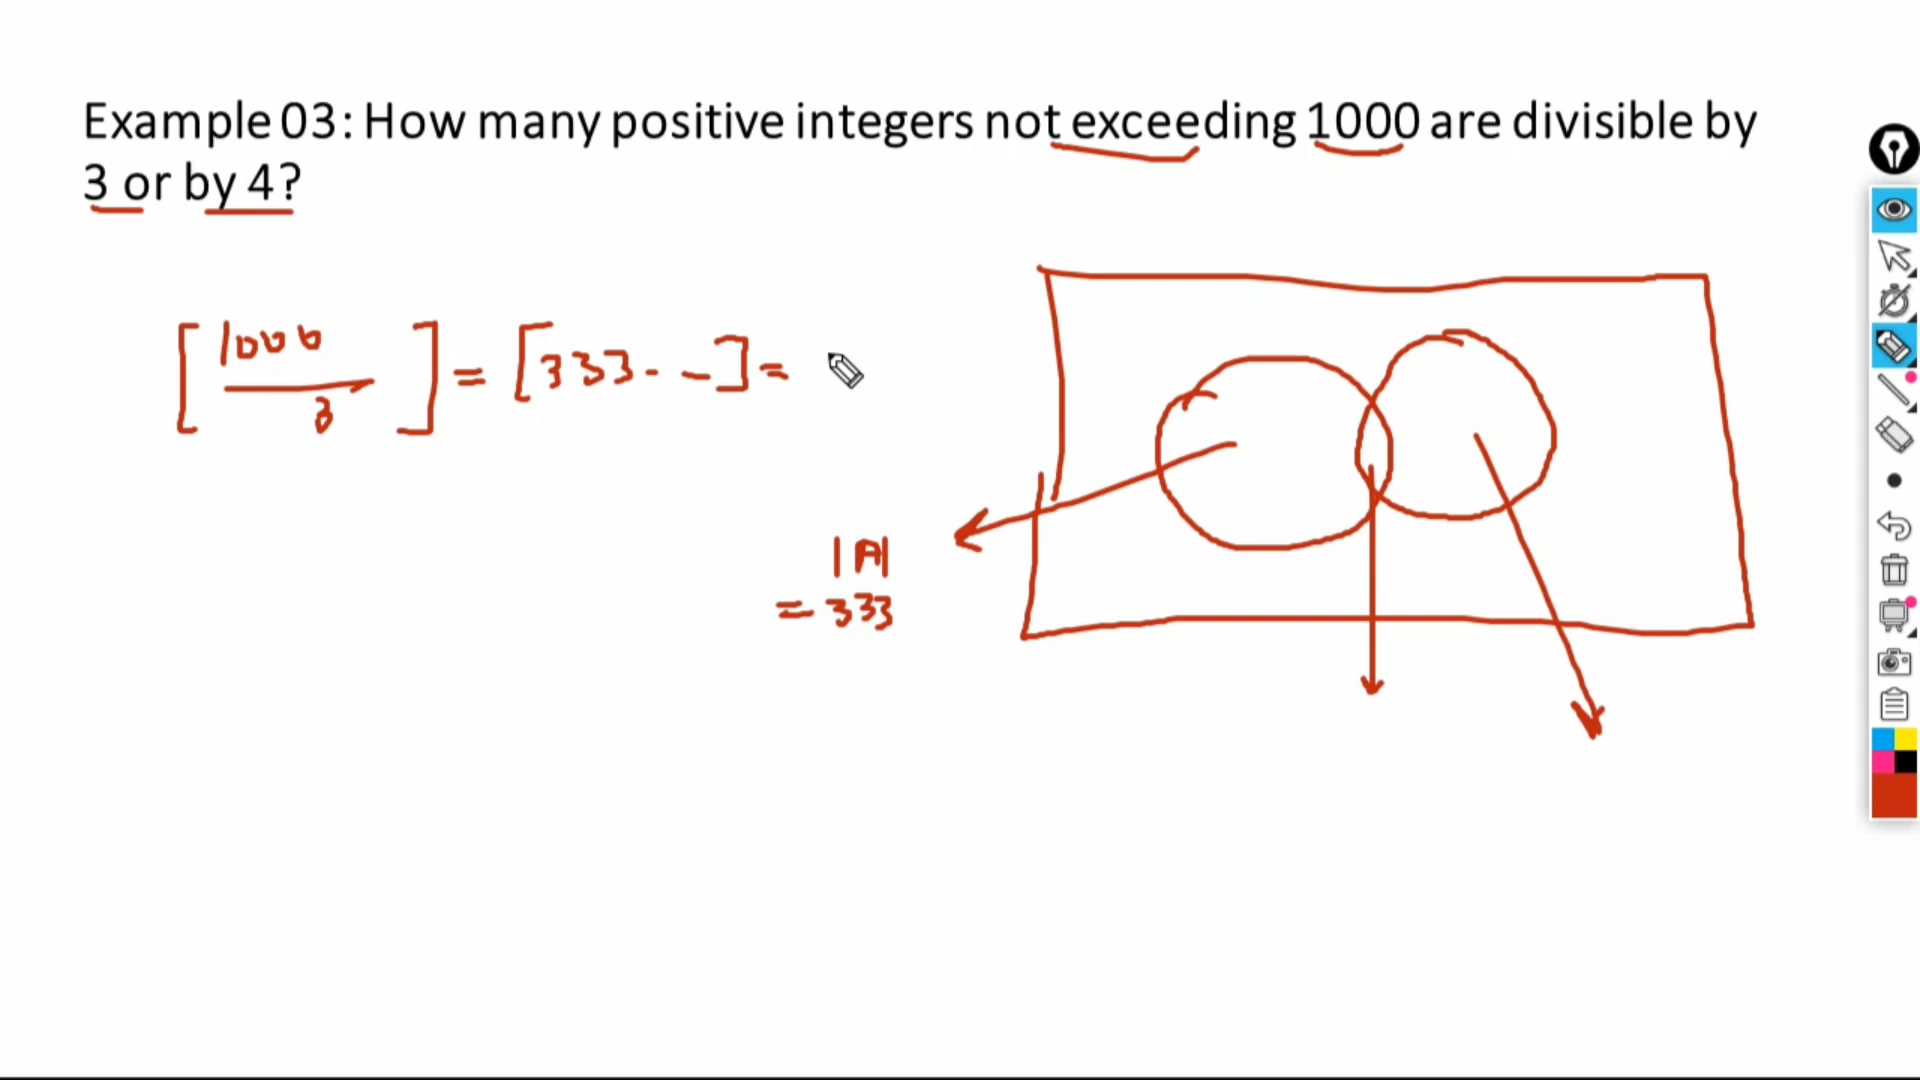 Example 03: How many positive integers not exceeding 1000 are divisible by
3 or by 4?
[1000/3] = [333. _] =
|A|
= 333